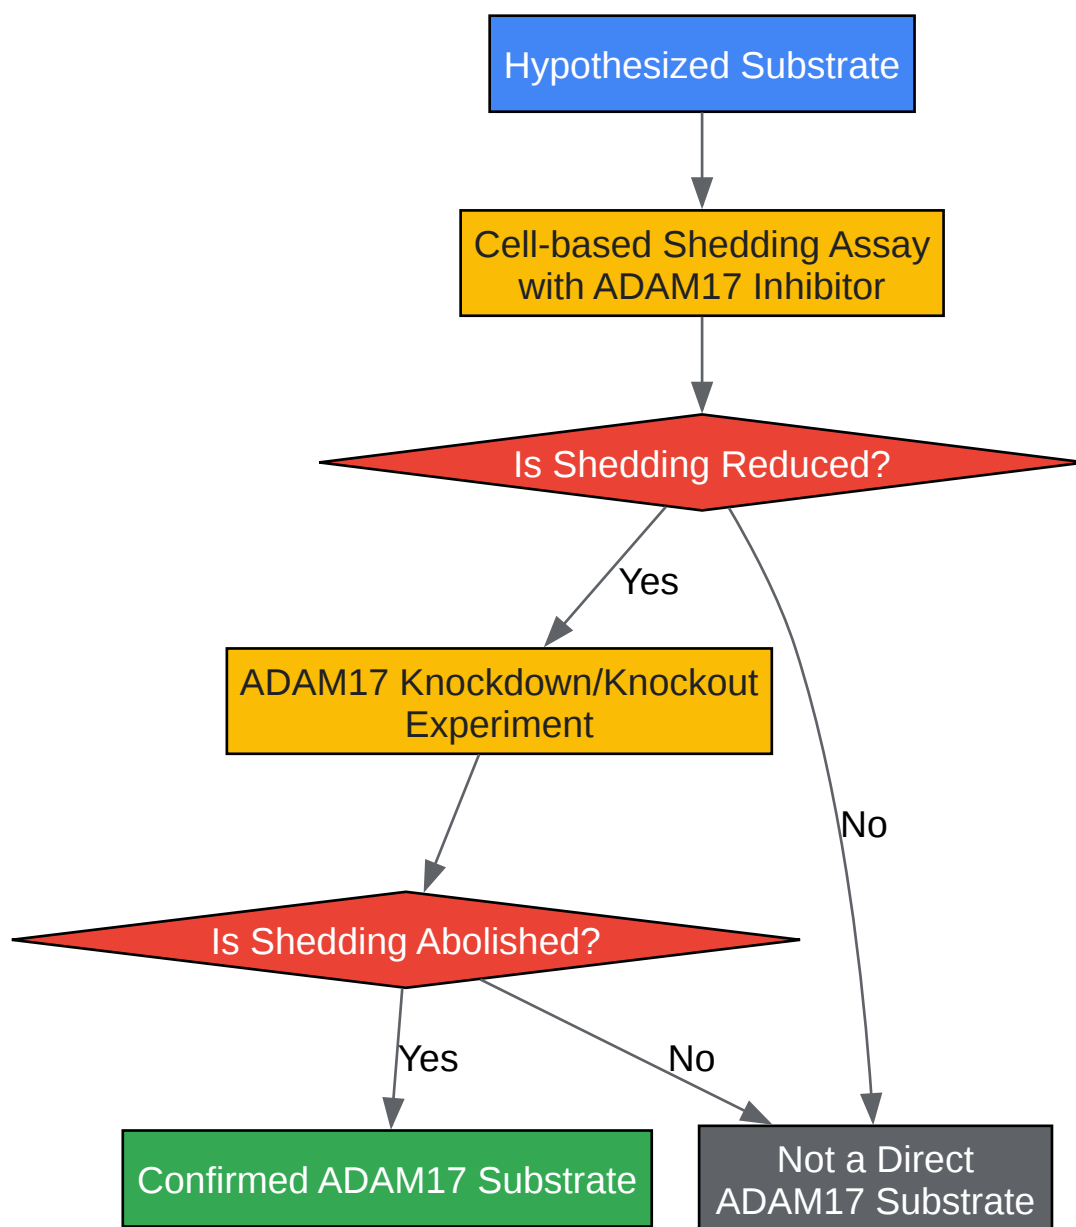 Hypothesized Substrate
Cell-based Shedding Assay
with ADAM17 Inhibitor
Is Shedding Reduced?
Yes
ADAM17 Knockdown/Knockout
Experiment
No
Is Shedding Abolished?
Yes
No
Confirmed ADAM17 Substrate
Not a Direct
ADAM17 Substrate